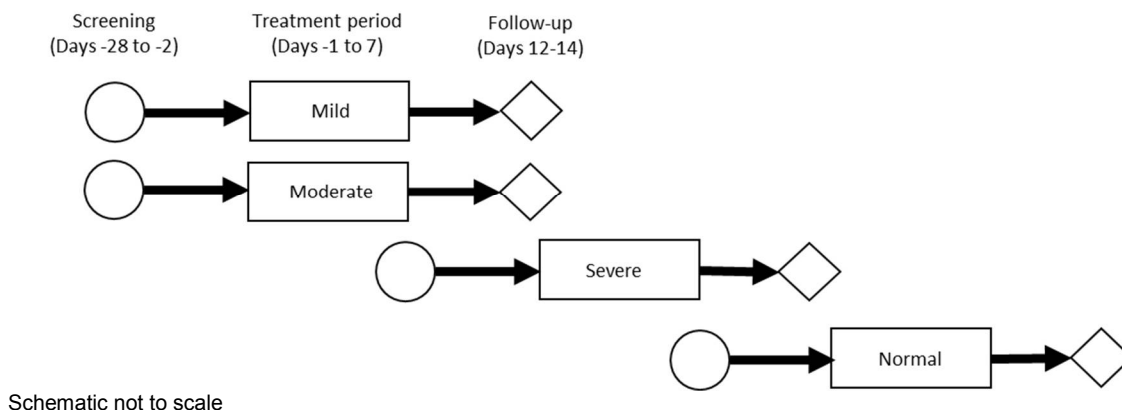 Screening
(Days -28 to -2)
Treatment period
(Days -1 to 7)
Follow-up
(Days 12-14)
Mild
Moderate
Severe
Normal
Schematic not to scale